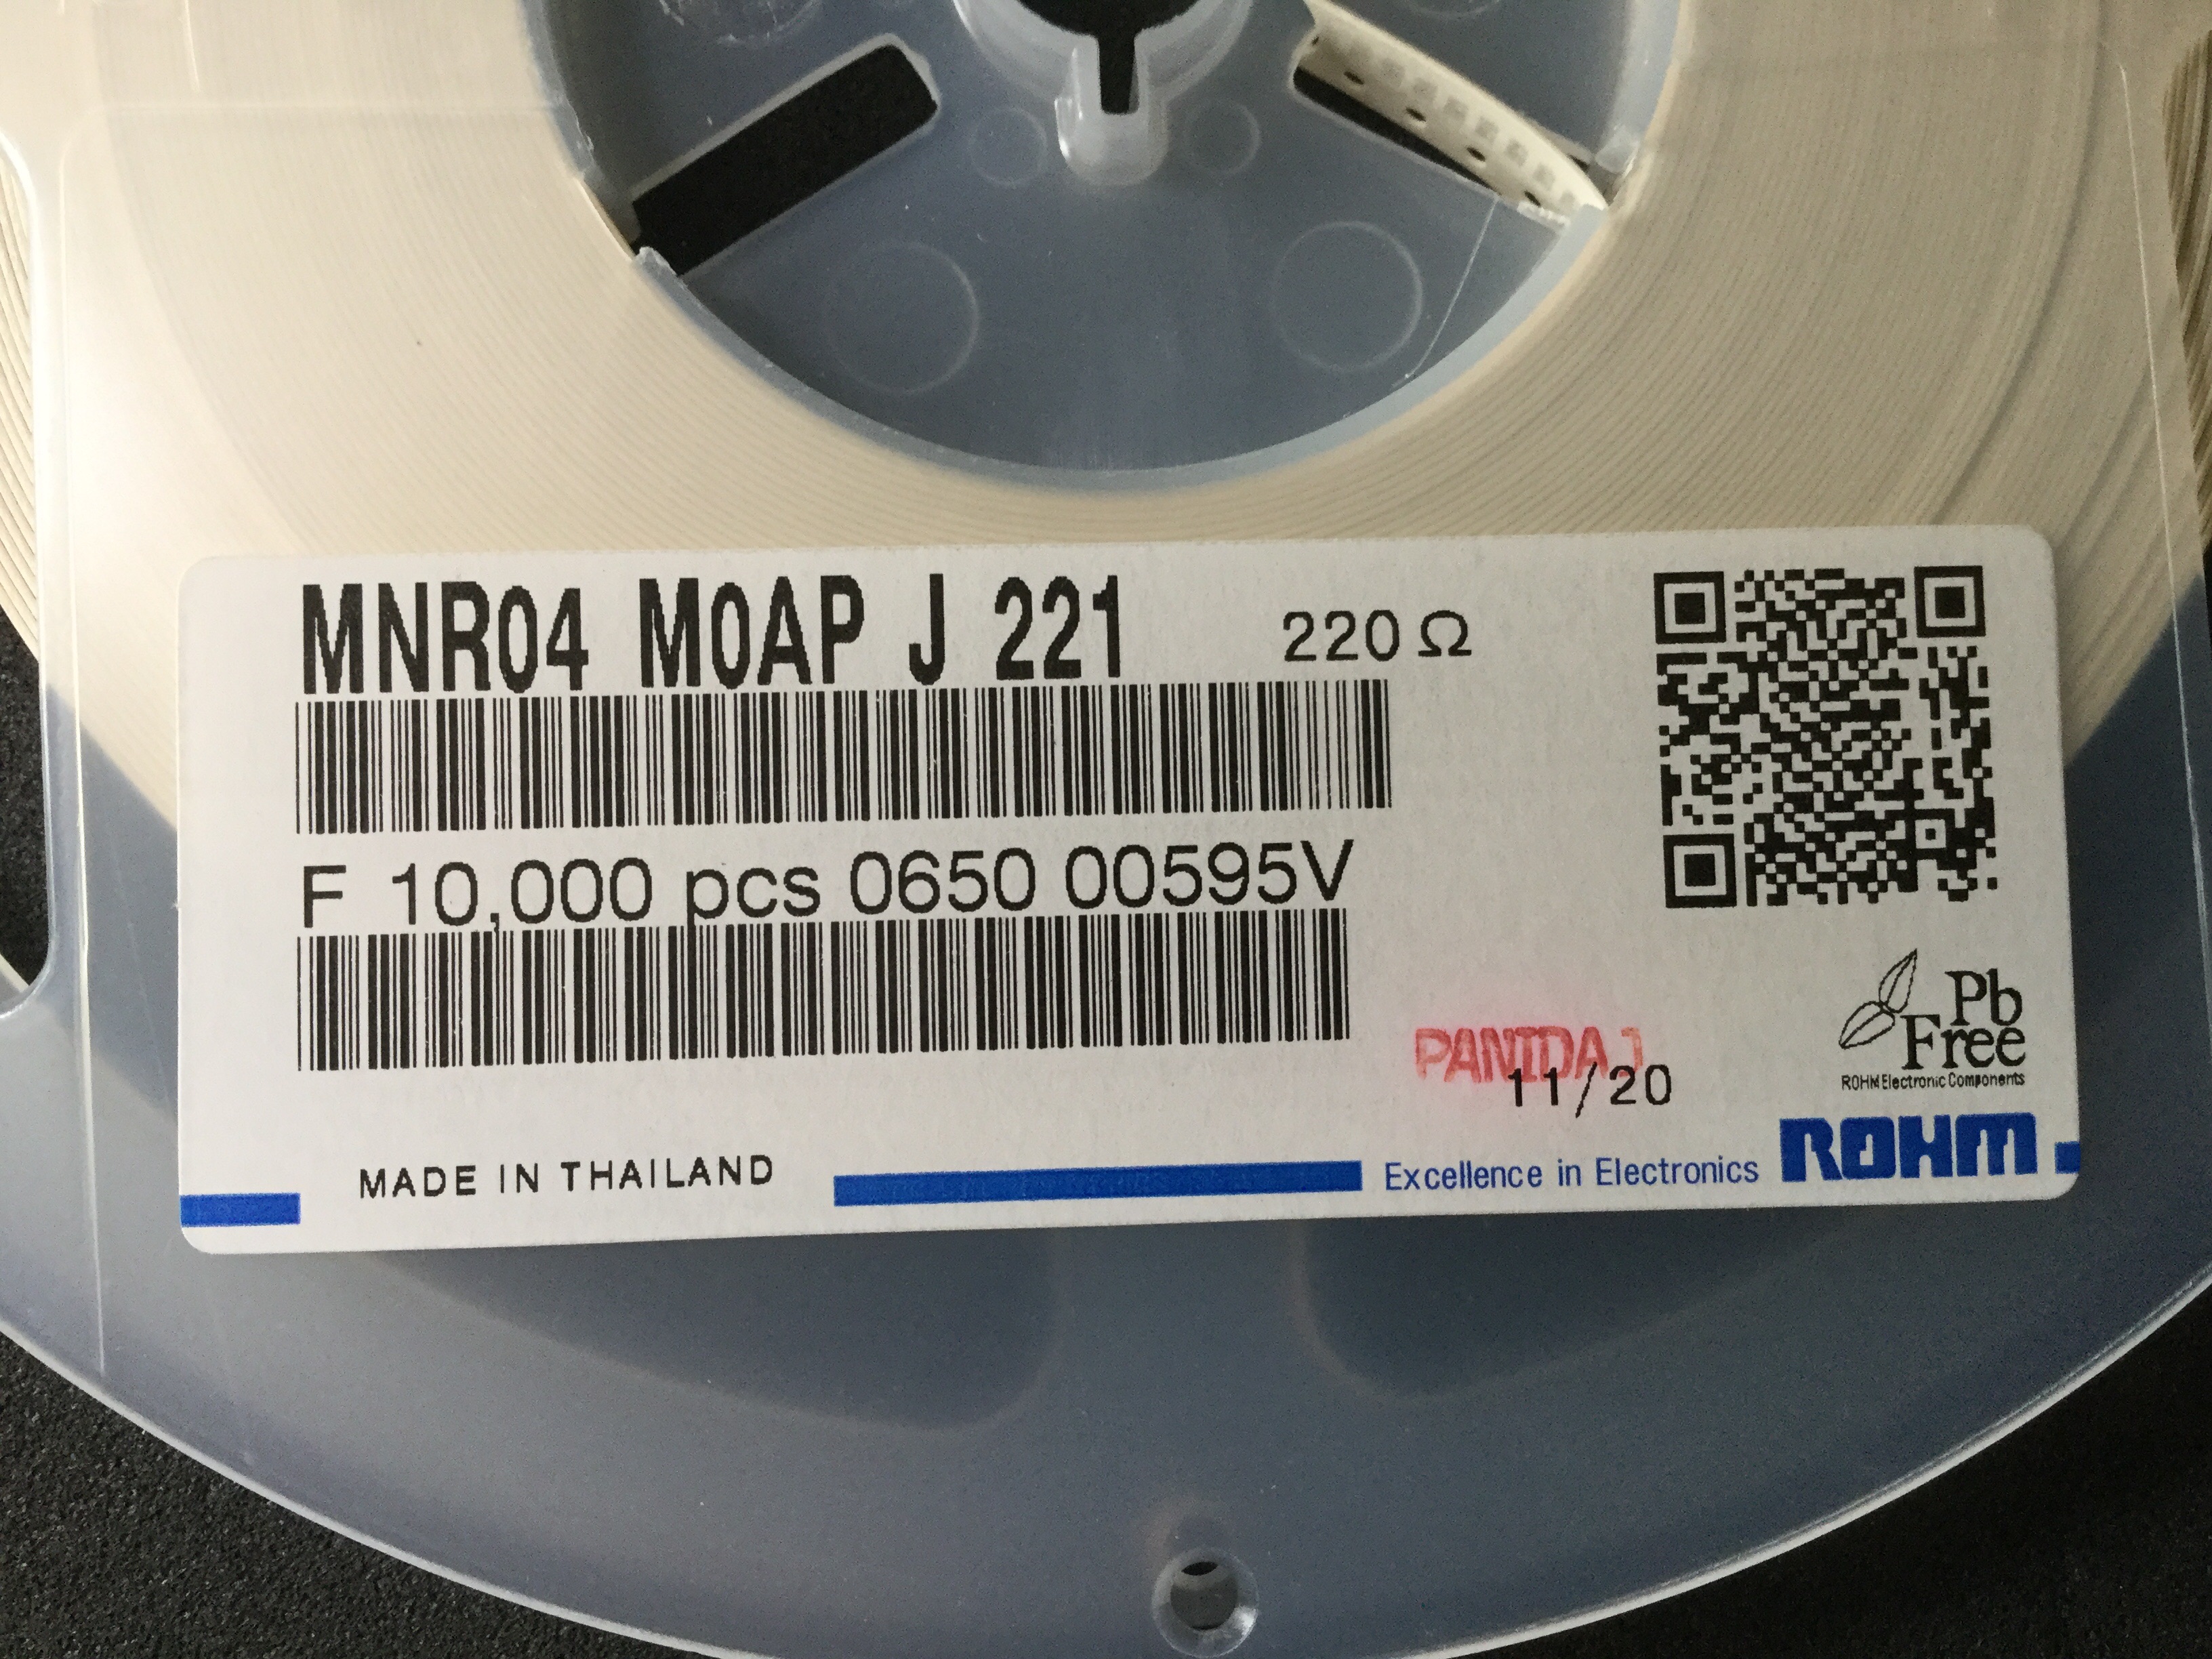 MNR04 M0AP J 221 220 Ω
F 10,000 pcs 0650 00595V
PANIDA J
11/20
Pb
Free
ROHM Electronic Components
MADE IN THAILAND
Excellence in Electronics ROHM